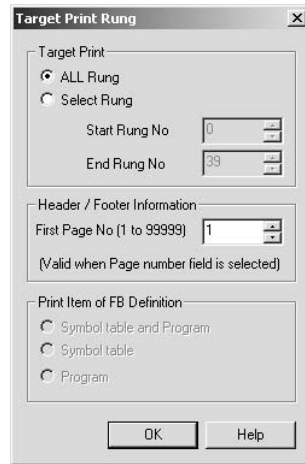 Target Print Rung
Target Print
ALL Rung
Select Rung
Start Rung No 0
End Rung No 39
Header / Footer Information
First Page No (1 to 99999) 1
(Valid when Page number field is selected)
Print Item of FB Definition
Symbol table and Program
Symbol table
Program
OK Help